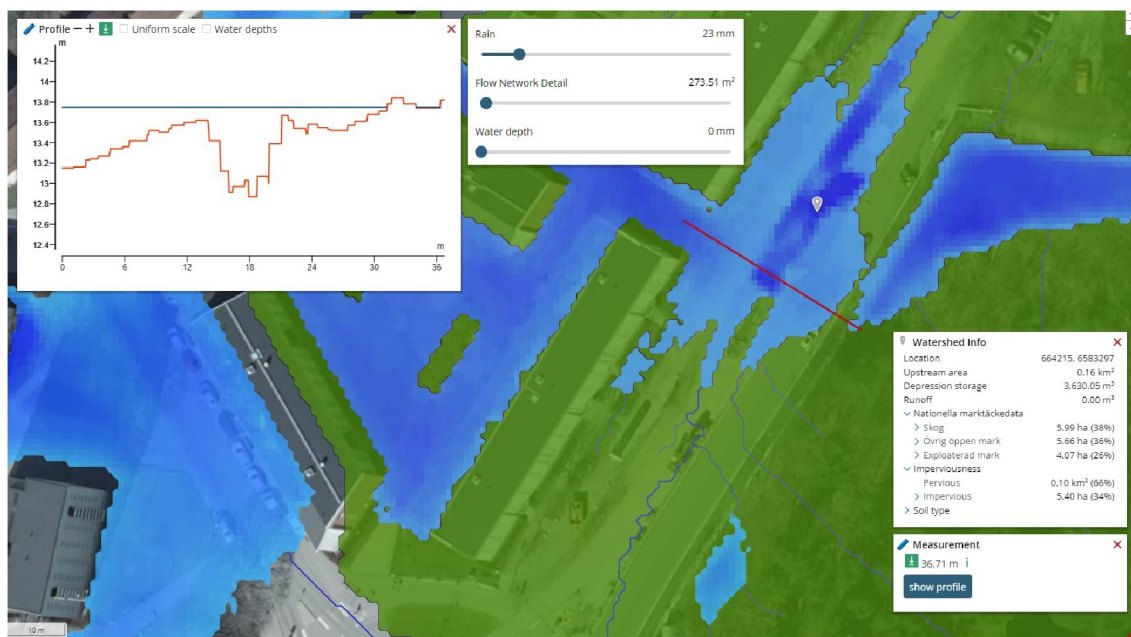 Profile − + Uniform scale Water depths
m
14.2
14
13.8
13.6
13.4
13.2
13
12.8
12.6
12.4
m
0 6 12 18 24 30 36
Rain 23 mm
Flow Network Detail 273.51 m²
Water depth 0 mm
Watershed Info
Location 664215, 6583297
Upstream area 0.16 km²
Depression storage 3,630.05 m³
Runoff 0.00 m³
Nationella marktäckedata
Skog 5.99 ha (38%)
Övrig öppen mark 5.66 ha (36%)
Exploaterad mark 4.07 ha (26%)
Imperviousness
Pervious 0.10 km² (66%)
Impervious 5.40 ha (34%)
Soil type
Measurement
36.71 m i
show profile
10 m